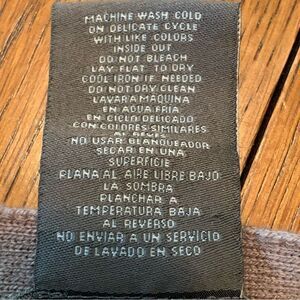 MACHINE WASH COLD
ON DELICATE CYCLE
WITH LIKE COLORS
INSIDE OUT
DO NOT BLEACH
LAY FLAT TO DRY
COOL IRON IF NEEDED
DO NOT DRY CLEAN
LAVAR A MAQUINA
EN AGUA FRIA
EN CICLO DELICADO
CON COLORES SIMILARES
AL REVES
NO USAR BLANQUEADOR
SECAR EN UNA
SUPERFICIE
PLANA AL AIRE LIBRE BAJO
LA SOMBRA
PLANCHAR A
TEMPERATURA BAJA
AL REVERSO
NO ENVIAR A UN SERVICIO
DE LAVADO EN SECO